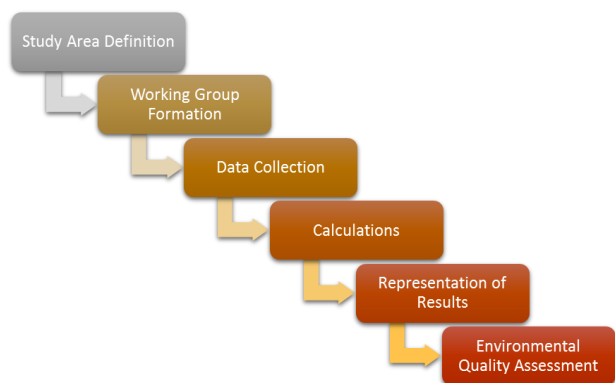 Study Area Definition
Working Group
Formation
Data Collection
Calculations
Representation of
Results
Environmental
Quality Assessment